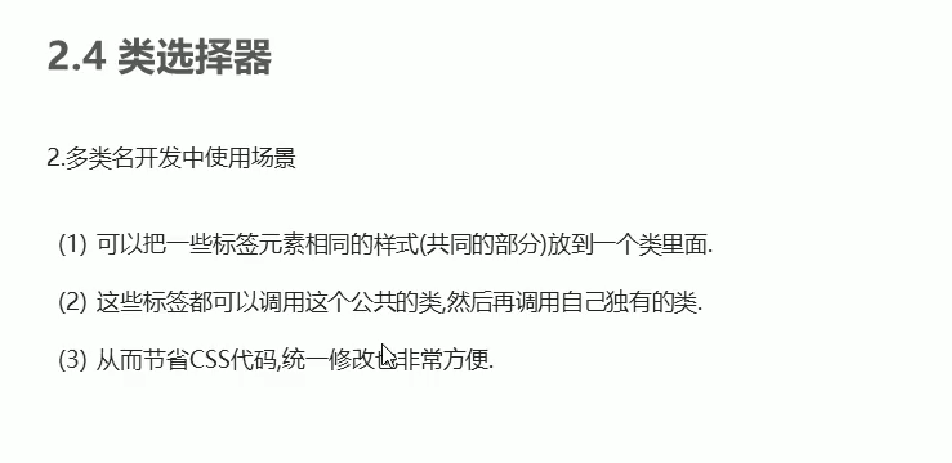 2.4 类选择器
2.多类名开发中使用场景
(1) 可以把一些标签元素相同的样式(共同的部分)放到一个类里面.
(2) 这些标签都可以调用这个公共的类,然后再调用自己独有的类.
(3) 从而节省CSS代码,统一修改也非常方便.